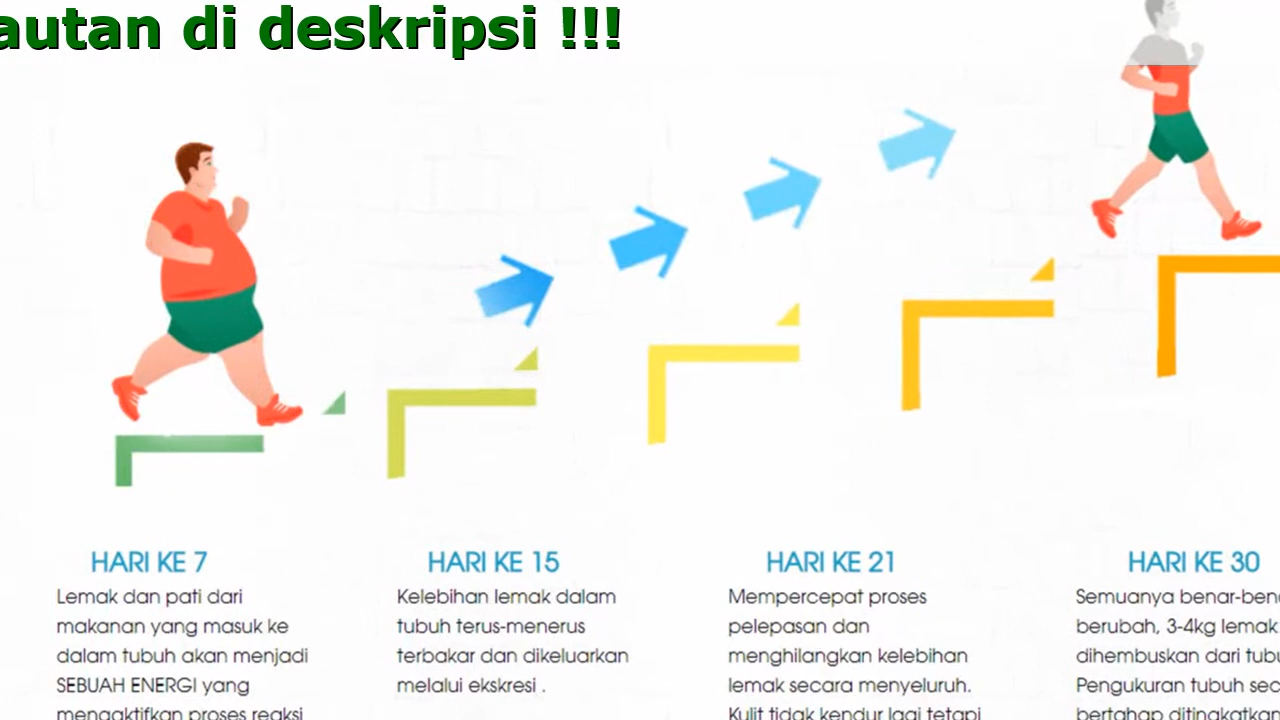 autan di deskripsi !!!
HARI KE 7
Lemak dan pati dari
makanan yang masuk ke
dalam tubuh akan menjadi
SEBUAH ENERGI yang
mengaktifkan proses reaksi
HARI KE 15
Kelebihan lemak dalam
tubuh terus-menerus
terbakar dan dikeluarkan
melalui ekskresi .
HARI KE 21
Mempercepat proses
pelepasan dan
menghilangkan kelebihan
lemak secara menyeluruh.
Kulit tidak kendur lagi tetapi
HARI KE 30
Semuanya benar-ben
berubah, 3-4kg lemak
dihembuskan dari tubu
Pengukuran tubuh sec
bertahap ditingkatkan